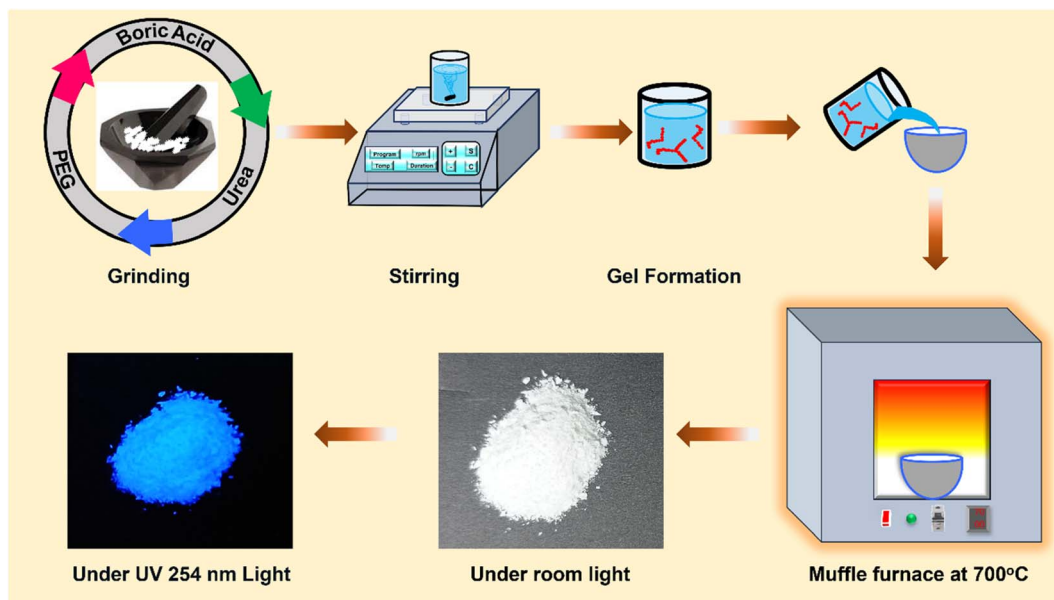 Boric Acid
Urea
PEG
Grinding
Program
rpm
+
S
Temp
Duration
-
C
Stirring
Gel Formation
Under UV 254 nm Light
Under room light
Muffle furnace at 700°C